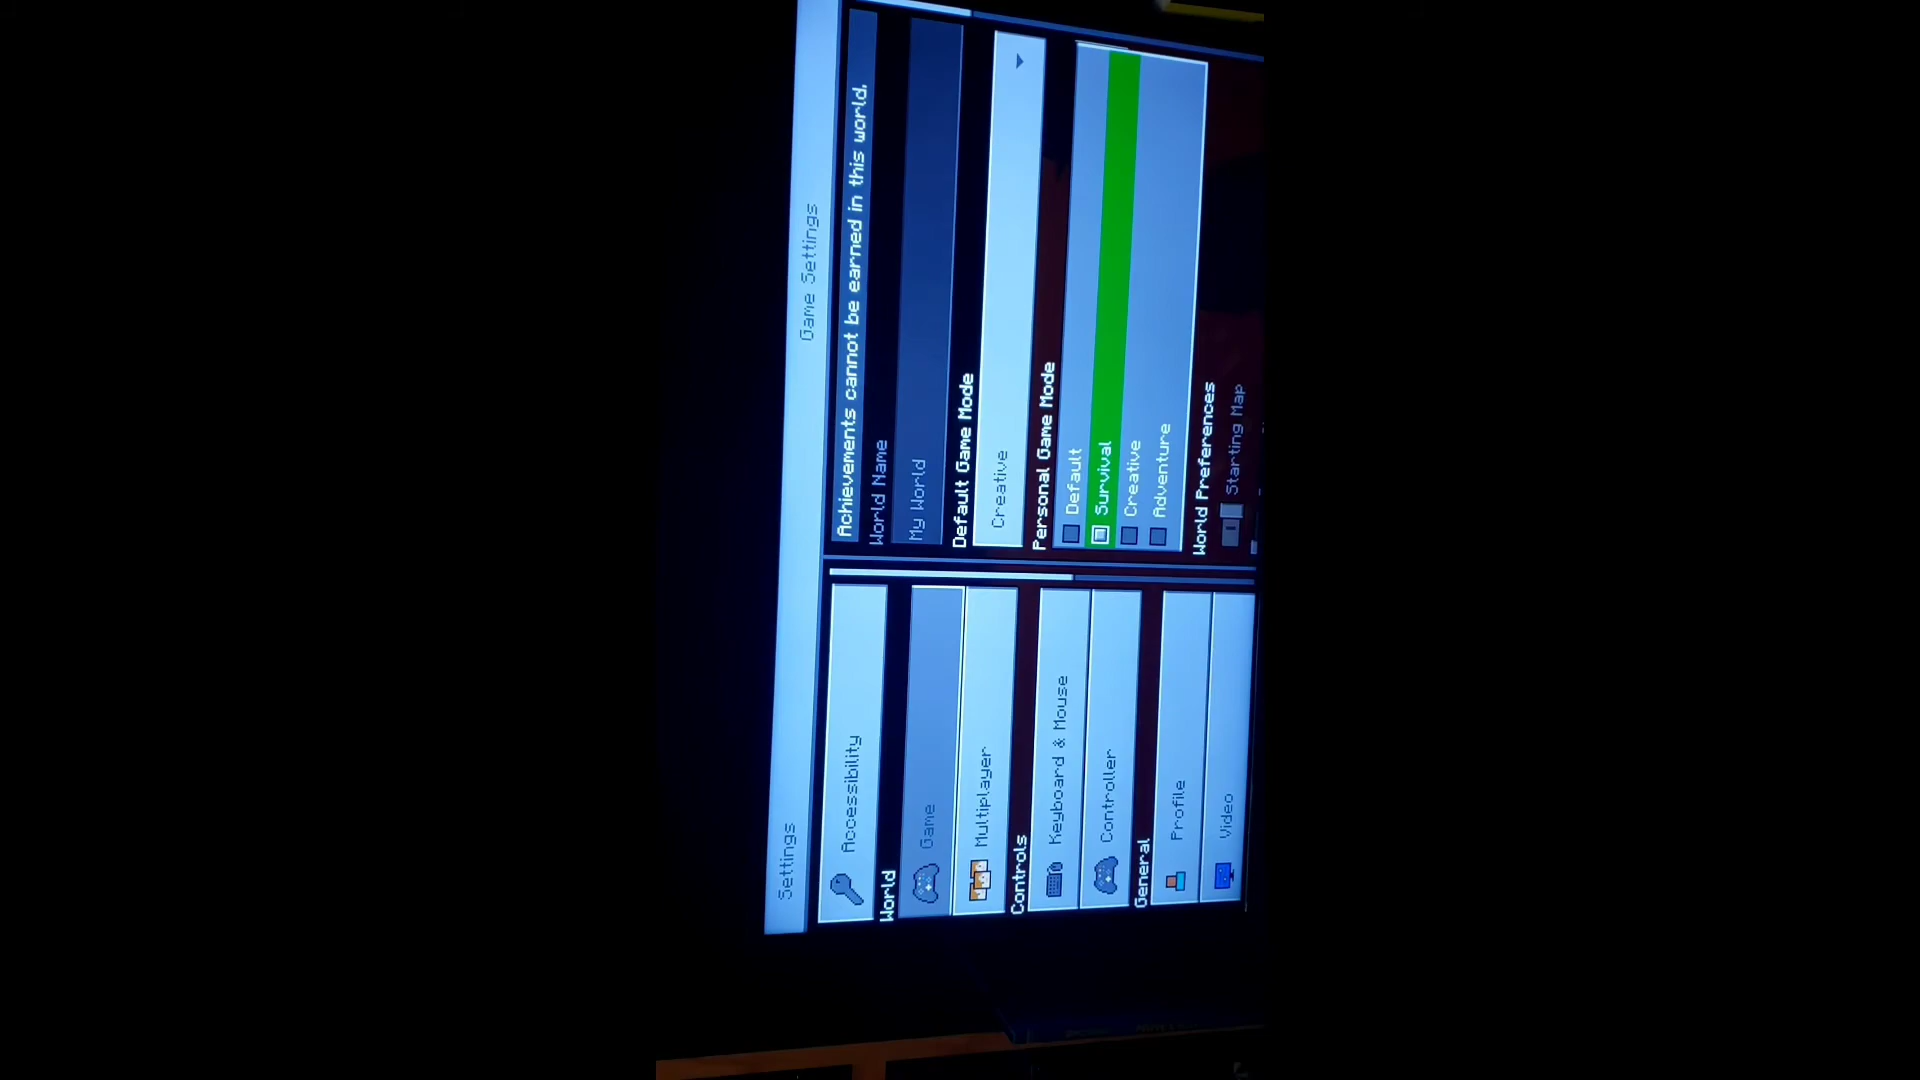 Settings
Game Settings
Accessibility
World
Game
Multiplayer
Controls
Keyboard & Mouse
Controller
General
Profile
Video
Achievements cannot be earned in this world.
World Name
My World
Default Game Mode
Creative
Personal Game Mode
Default
Survival
Creative
Adventure
World Preferences
Starting Map